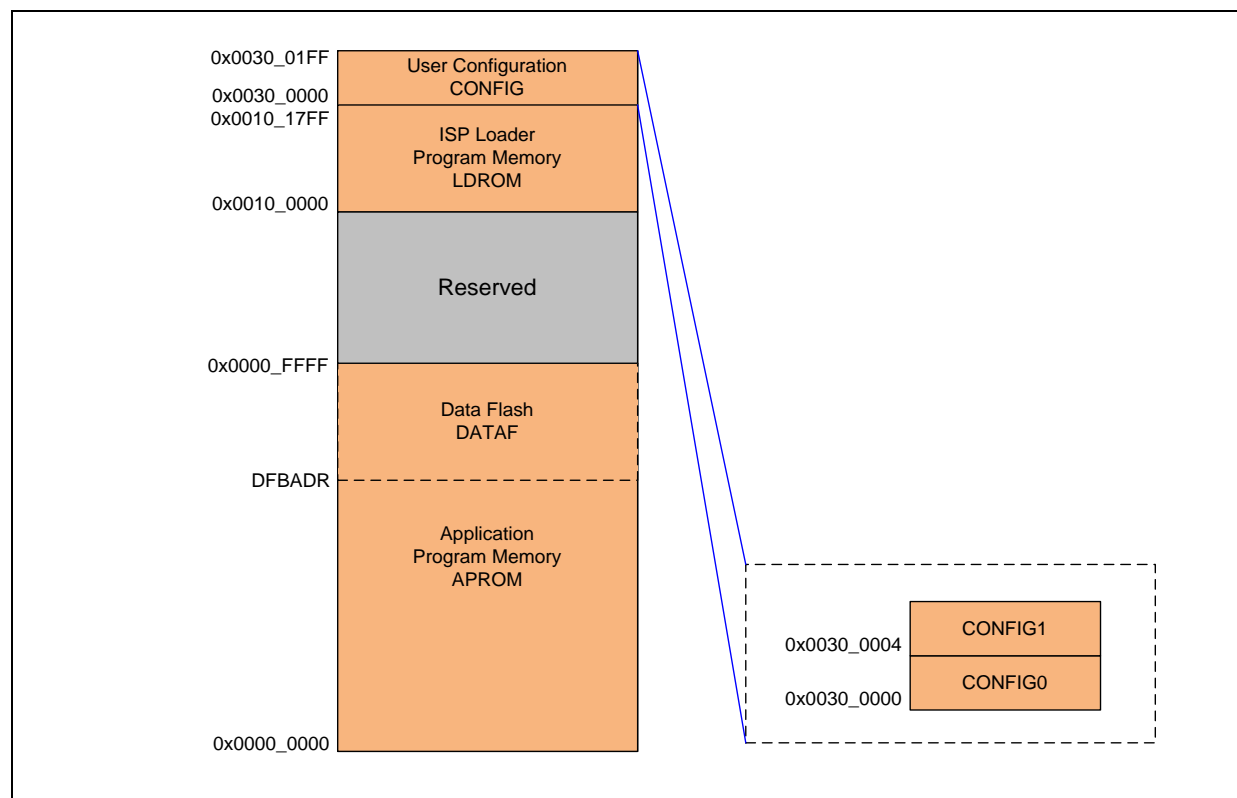 0x0030_01FF
User Configuration
CONFIG
0x0030_0000
0x0010_17FF
ISP Loader
Program Memory
LDROM
0x0010_0000
Reserved
0x0000_FFFF
Data Flash
DATAF
DFBADR
Application
Program Memory
APROM
0x0000_0000
CONFIG1
0x0030_0004
CONFIG0
0x0030_0000